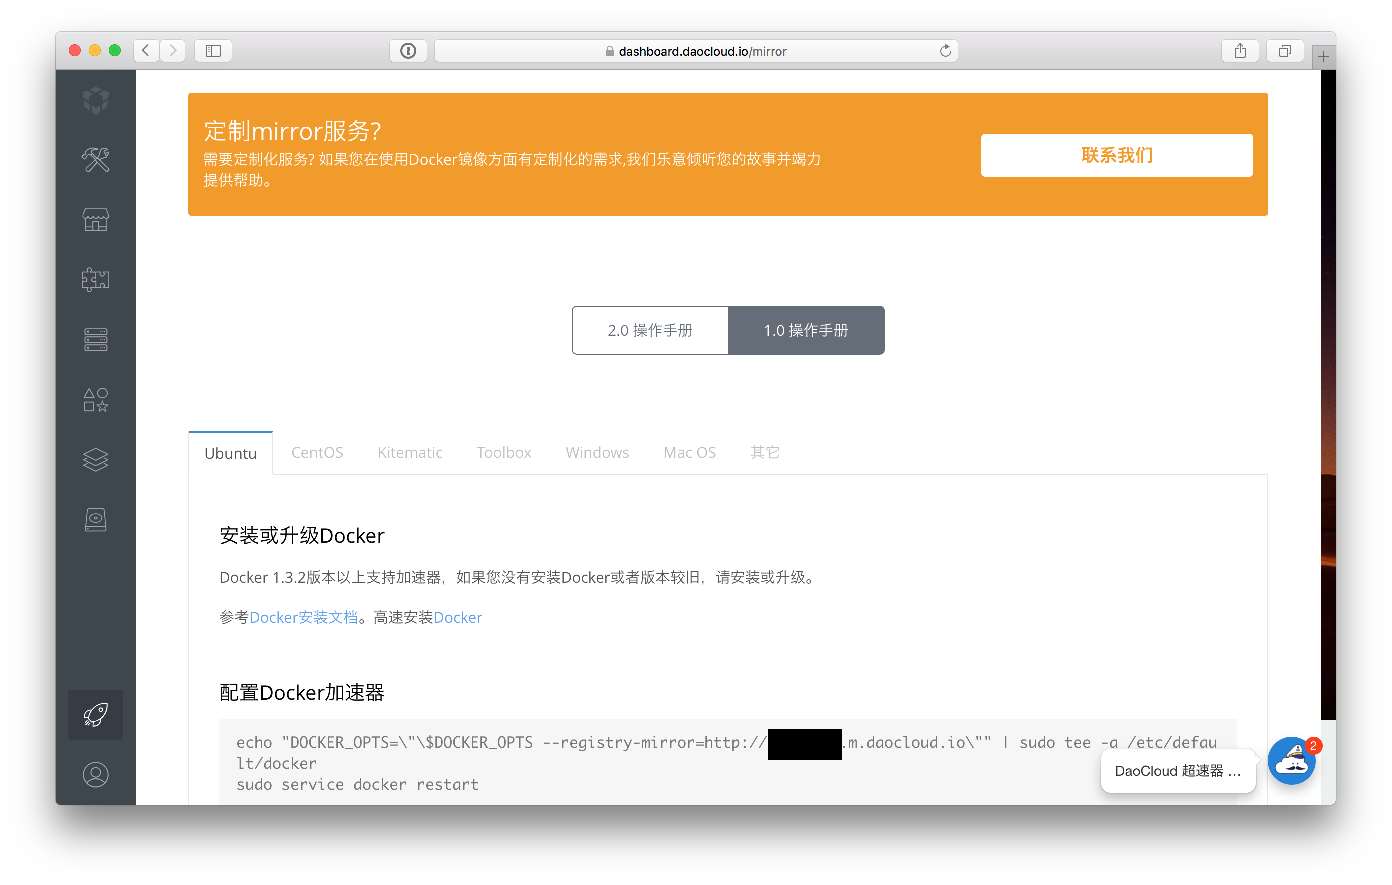 dashboard.daocloud.io/mirror
定制mirror服务?
需要定制化服务? 如果您在使用Docker镜像方面有定制化的需求,我们乐意倾听您的故事并竭力
提供帮助。
联系我们
2.0 操作手册
1.0 操作手册
Ubuntu
CentOS
Kitematic
Toolbox
Windows
Mac OS
其它
安装或升级Docker
Docker 1.3.2版本以上支持加速器，如果您没有安装Docker或者版本较旧，请安装或升级。
参考Docker安装文档。高速安装Docker
配置Docker加速器
echo "DOCKER_OPTS=\"\$DOCKER_OPTS --registry-mirror=http://.m.daocloud.io\"" | sudo tee -a /etc/defau
lt/docker
sudo service docker restart
DaoCloud 超速器 ...
2